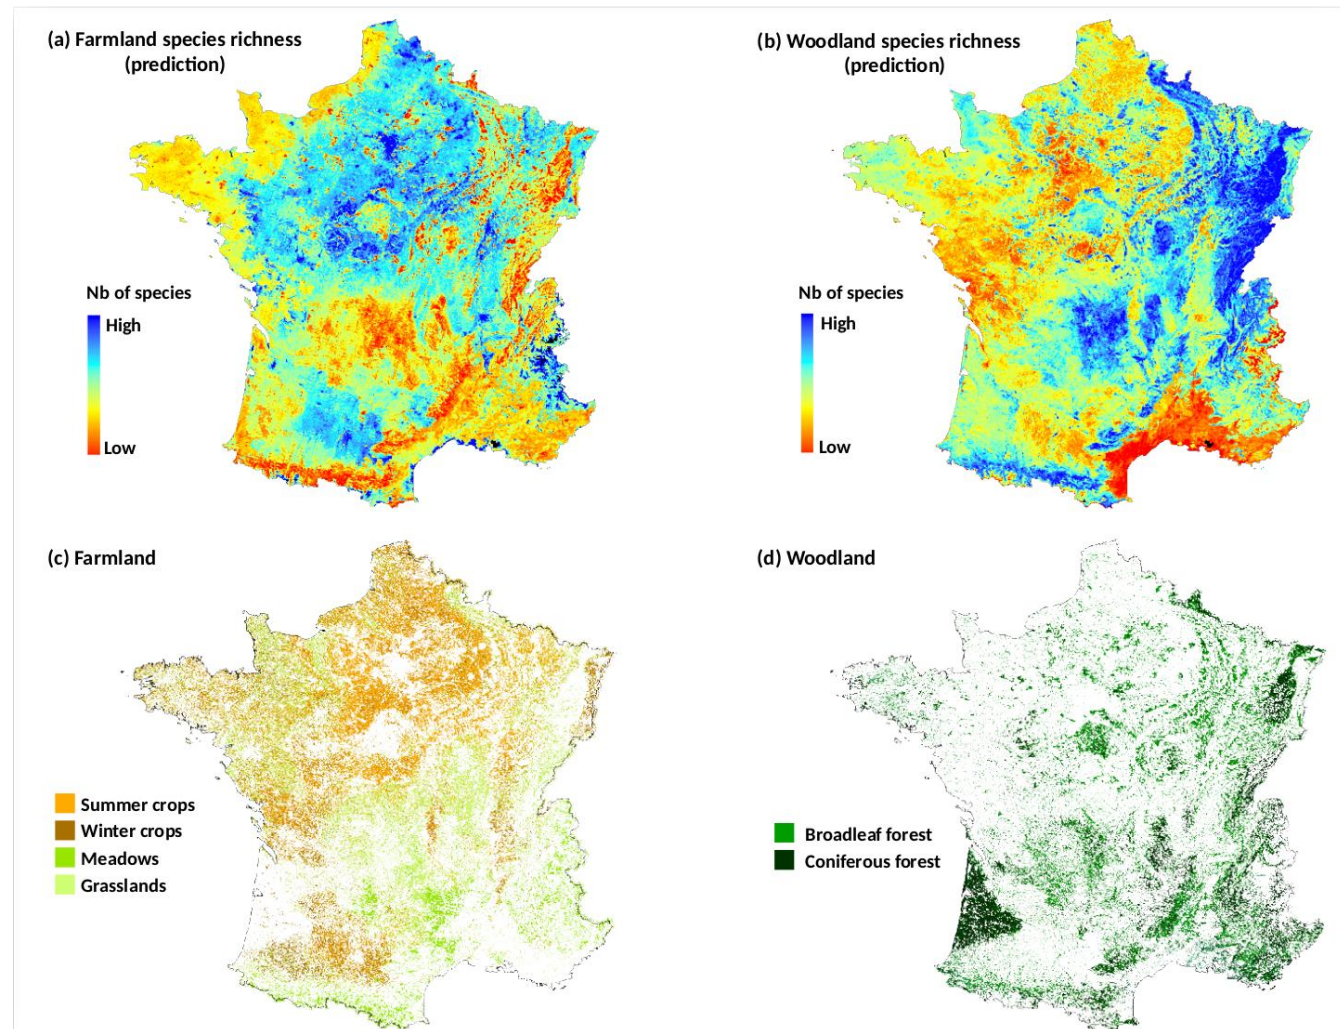 (a) Farmland species richness
(prediction)
Nb of species
High
Low
(b) Woodland species richness
(prediction)
Nb of species
High
Low
(c) Farmland
Summer crops
Winter crops
Meadows
Grasslands
(d) Woodland
Broadleaf forest
Coniferous forest